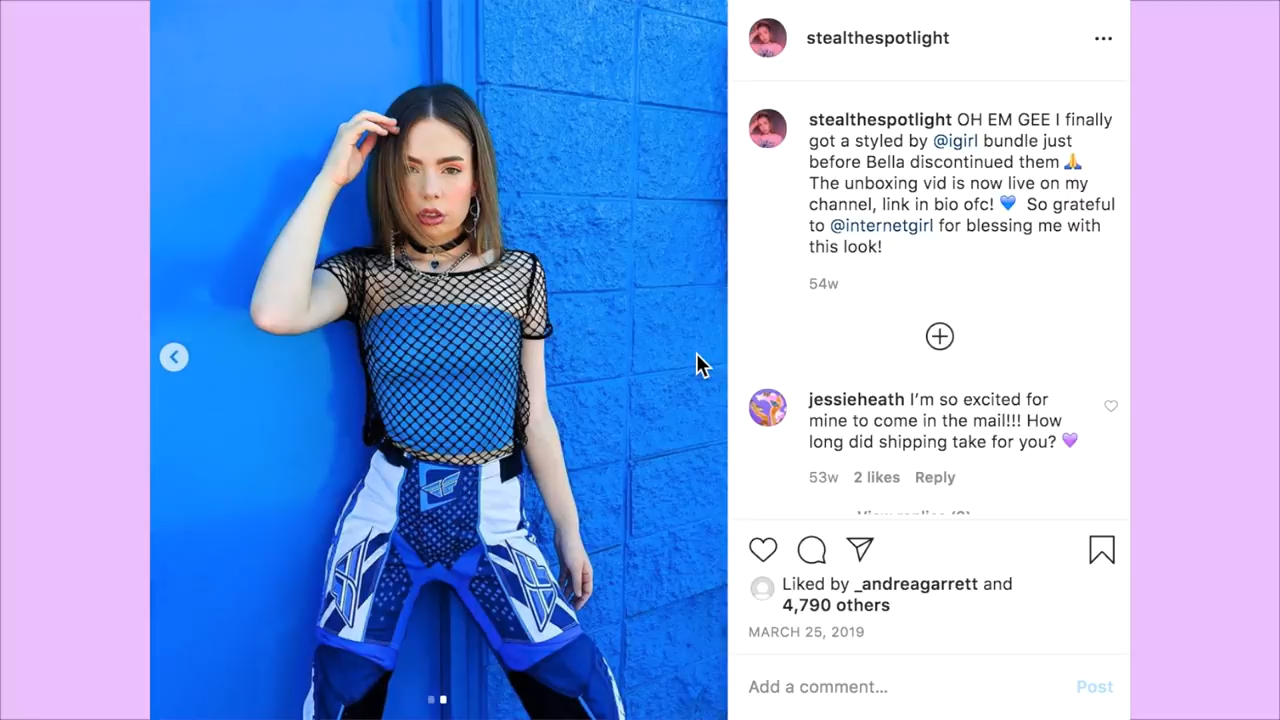 stealthespotlight
stealthespotlight OH EM GEE I finally
got a styled by @igirl bundle just
before Bella discontinued them 🙏
The unboxing vid is now live on my
channel, link in bio ofc! 💙 So grateful
to @internetgirl for blessing me with
this look!
54w
jessieheath I'm so excited for
mine to come in the mail!!! How
long did shipping take for you? 💜
53w 2 likes Reply
View replies (2)
Liked by _andreagarrett and
4,790 others
MARCH 25, 2019
Add a comment... Post